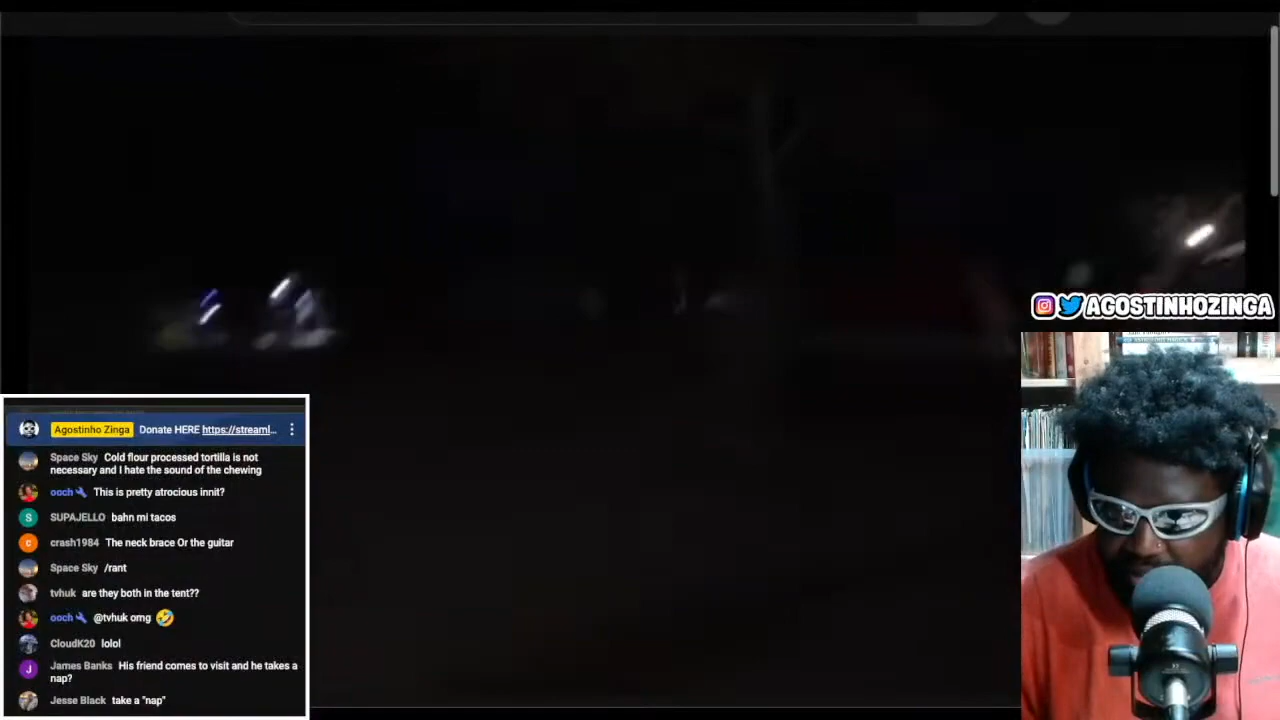 AGOSTINHOZINGA
Agostinho Zinga Donate HERE https://streaml...
Space Sky Cold flour processed tortilla is not
necessary and I hate the sound of the chewing
ooch This is pretty atrocious innit?
S SUPAJELLO bahn mi tacos
c crash1984 The neck brace Or the guitar
Space Sky /rant
tvhuk are they both in the tent??
ooch @tvhuk omg 🤣
CloudK20 lolol
J James Banks His friend comes to visit and he takes a
nap?
Jesse Black take a "nap"